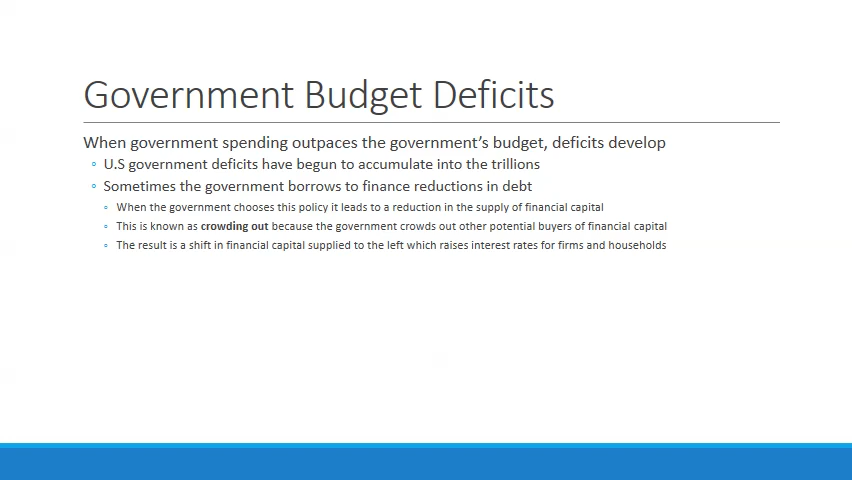 Government Budget Deficits
When government spending outpaces the government's budget, deficits develop
U.S government deficits have begun to accumulate into the trillions
Sometimes the government borrows to finance reductions in debt
When the government chooses this policy it leads to a reduction in the supply of financial capital
This is known as crowding out because the government crowds out other potential buyers of financial capital
The result is a shift in financial capital supplied to the left which raises interest rates for firms and households